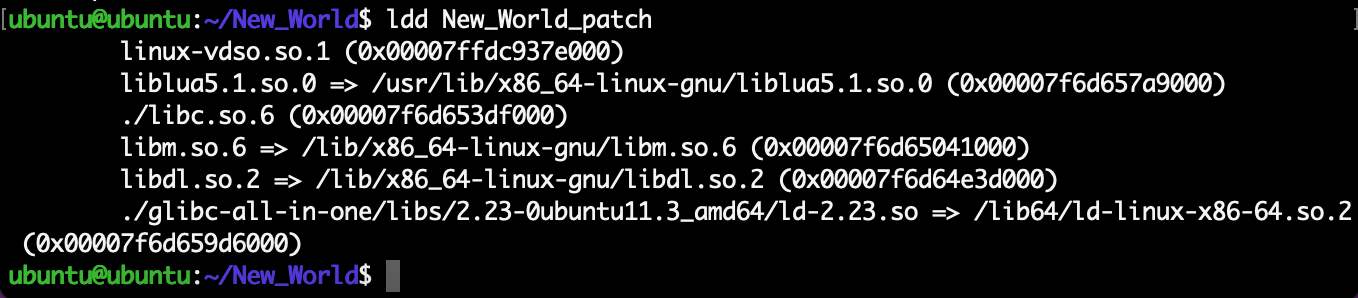 [ubuntu@ubuntu:~/New_World$ ldd New_World_patch ]
linux-vdso.so.1 (0x00007ffdc937e000)
liblua5.1.so.0 => /usr/lib/x86_64-linux-gnu/liblua5.1.so.0 (0x00007f6d657a9000)
./libc.so.6 (0x00007f6d653df000)
libm.so.6 => /lib/x86_64-linux-gnu/libm.so.6 (0x00007f6d65041000)
libdl.so.2 => /lib/x86_64-linux-gnu/libdl.so.2 (0x00007f6d64e3d000)
./glibc-all-in-one/libs/2.23-0ubuntu11.3_amd64/ld-2.23.so => /lib64/ld-linux-x86-64.so.2
(0x00007f6d659d6000)
ubuntu@ubuntu:~/New_World$